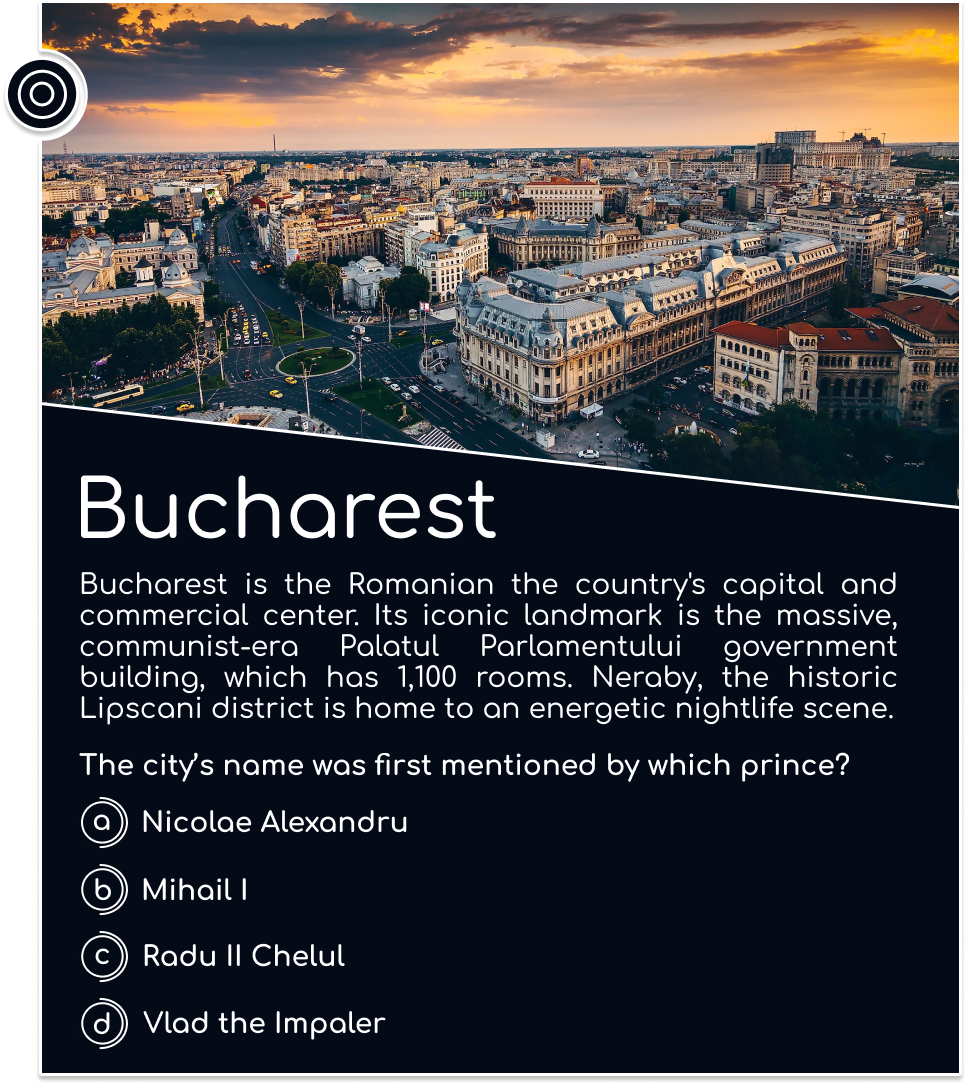 Bucharest
Bucharest is the Romanian the country's capital and
commercial center. Its iconic landmark is the massive,
communist-era Palatul Parlamentului government
building, which has 1,100 rooms. Neraby, the historic
Lipscani district is home to an energetic nightlife scene.
The city’s name was first mentioned by which prince?
a Nicolae Alexandru
b Mihail I
c Radu II Chelul
d Vlad the Impaler